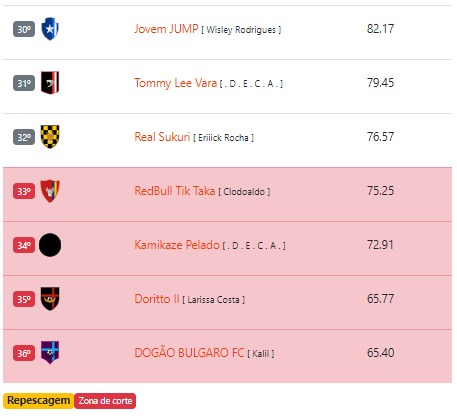 30º Jovem JUMP [ Wisley Rodrigues ] 82.17
31º Tommy Lee Vara [ . D . E . C . A . ] 79.45
32º Real Sukuri [ Eriiick Rocha ] 76.57
33º RedBull Tik Taka [ Clodoaldo ] 75.25
34º Kamikaze Pelado [ . D . E . C . A . ] 72.91
35º Doritto II [ Larissa Costa ] 65.77
36º DOGÃO BULGARO FC [ Kalil ] 65.40
Repescagem Zona de corte